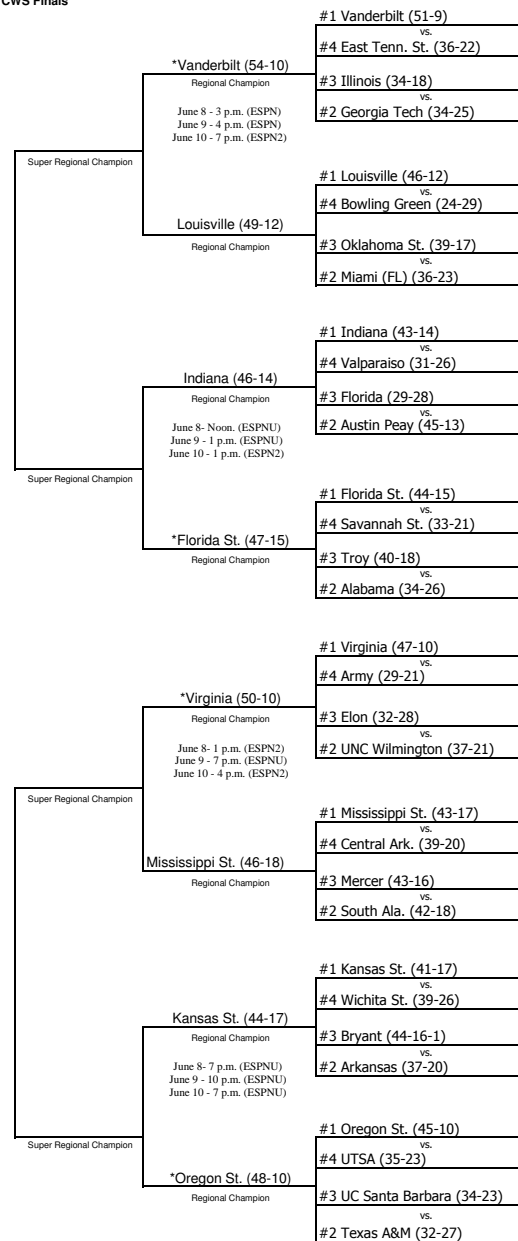 CWS Finals
#1 Vanderbilt (51-9)
vs.
#4 East Tenn. St. (36-22)
*Vanderbilt (54-10)
Regional Champion
#3 Illinois (34-18)
vs.
#2 Georgia Tech (34-25)
June 8 - 3 p.m. (ESPN)
June 9 - 4 p.m. (ESPN)
June 10 - 7 p.m. (ESPN2)
Super Regional Champion
#1 Louisville (46-12)
vs.
#4 Bowling Green (24-29)
Louisville (49-12)
Regional Champion
#3 Oklahoma St. (39-17)
vs.
#2 Miami (FL) (36-23)
#1 Indiana (43-14)
vs.
#4 Valparaiso (31-26)
Indiana (46-14)
Regional Champion
#3 Florida (29-28)
vs.
#2 Austin Peay (45-13)
June 8- Noon. (ESPNU)
June 9 - 1 p.m. (ESPNU)
June 10 - 1 p.m. (ESPN2)
Super Regional Champion
#1 Florida St. (44-15)
vs.
#4 Savannah St. (33-21)
*Florida St. (47-15)
Regional Champion
#3 Troy (40-18)
vs.
#2 Alabama (34-26)
#1 Virginia (47-10)
vs.
#4 Army (29-21)
*Virginia (50-10)
Regional Champion
#3 Elon (32-28)
vs.
#2 UNC Wilmington (37-21)
June 8- 1 p.m. (ESPN2)
June 9 - 7 p.m. (ESPNU)
June 10 - 4 p.m. (ESPN2)
Super Regional Champion
#1 Mississippi St. (43-17)
vs.
#4 Central Ark. (39-20)
Mississippi St. (46-18)
Regional Champion
#3 Mercer (43-16)
vs.
#2 South Ala. (42-18)
#1 Kansas St. (41-17)
vs.
#4 Wichita St. (39-26)
Kansas St. (44-17)
Regional Champion
#3 Bryant (44-16-1)
vs.
#2 Arkansas (37-20)
June 8- 7 p.m. (ESPNU)
June 9 - 10 p.m. (ESPNU)
June 10 - 7 p.m. (ESPNU)
Super Regional Champion
#1 Oregon St. (45-10)
vs.
#4 UTSA (35-23)
*Oregon St. (48-10)
Regional Champion
#3 UC Santa Barbara (34-23)
vs.
#2 Texas A&M (32-27)